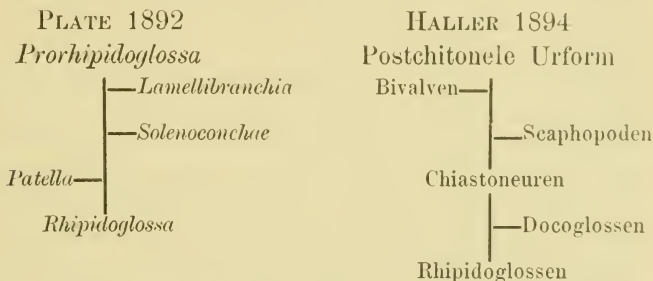 PLATE 1892
Prorhipidoglossa
Lamellibranchia
Solenoconchae
Patella
Rhipidoglossa
HALLER 1894
Postchitonele Urform
Bivalven
Scaphopoden
Chiastoneuren
Docoglossen
Rhipidoglossen